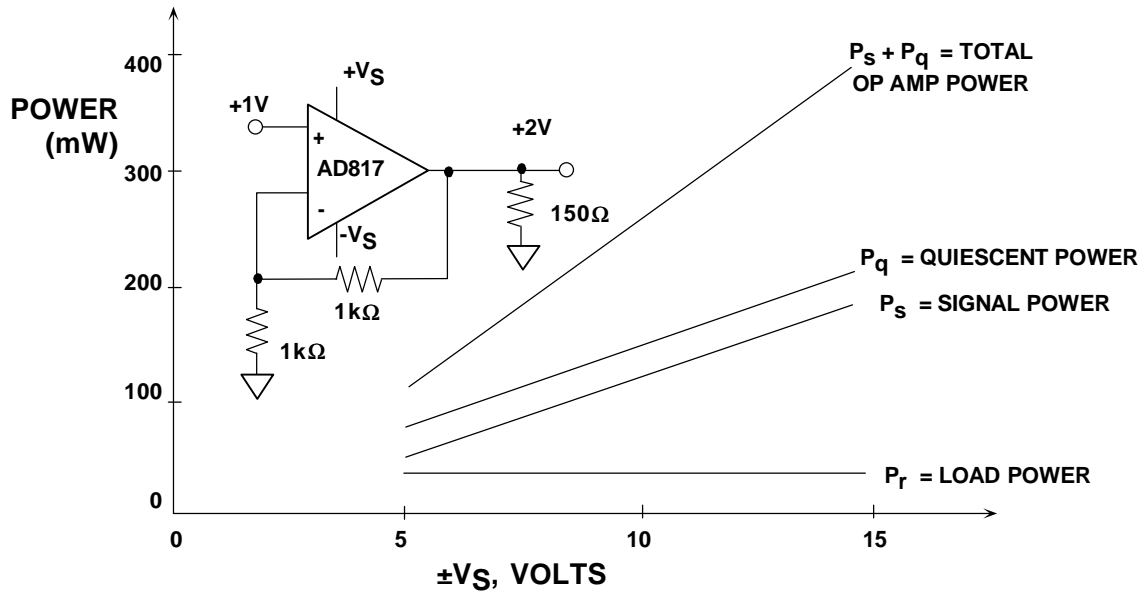 400
300
200
100
0
POWER
(mW)
+1V
+VS
+
AD817
-
-VS
+2V
150Ω
1kΩ
1kΩ
Ps + Pq = TOTAL
OP AMP POWER
Pq = QUIESCENT POWER
Ps = SIGNAL POWER
Pr = LOAD POWER
0
5
10
15
±VS, VOLTS